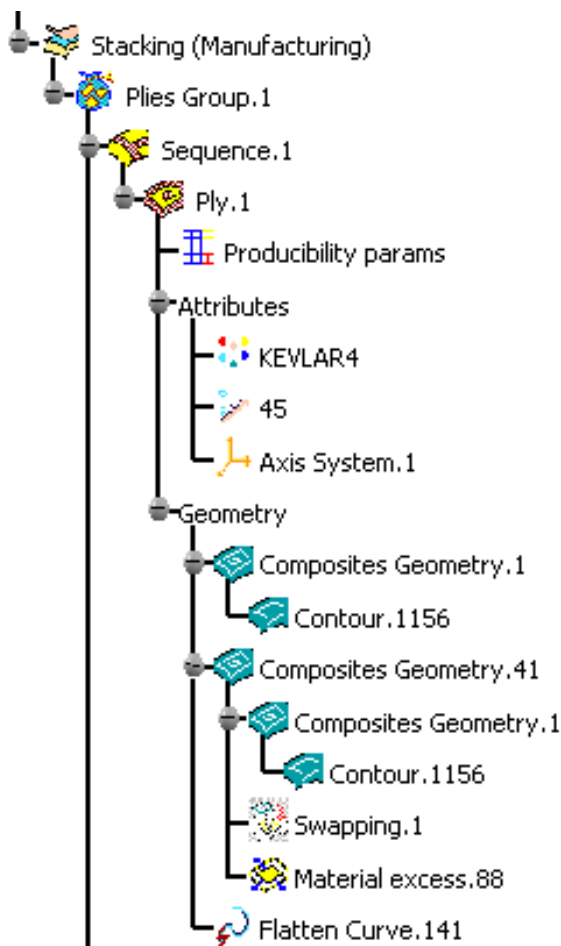 Stacking (Manufacturing)
Plies Group.1
Sequence.1
Ply.1
Producibility params
Attributes
KEVLAR4
45
Axis System.1
Geometry
Composites Geometry.1
Contour.1156
Composites Geometry.41
Composites Geometry.1
Contour.1156
Swapping.1
Material excess.88
Flatten Curve.141